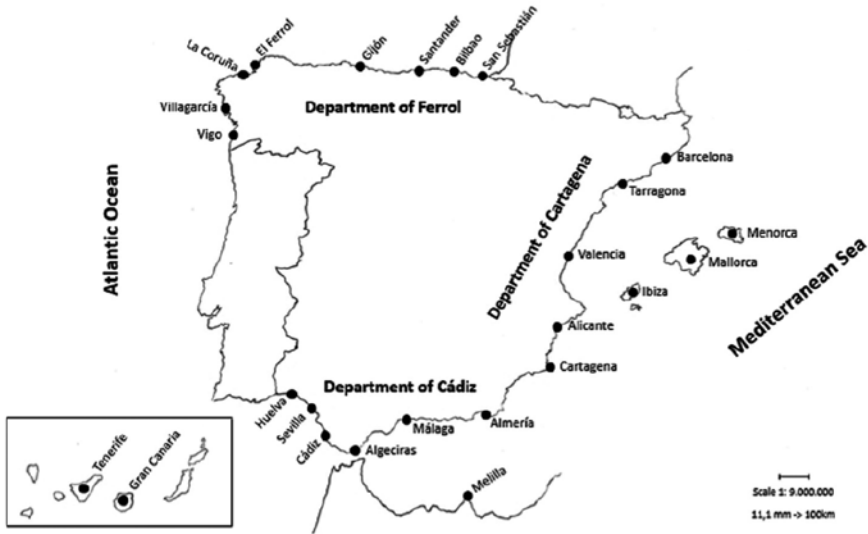 La Coruña
El Ferrol
Gijón
Santander
Bilbao
San Sebastián
Villagarcía
Vigo
Department of Ferrol
Atlantic Ocean
Department of Cartagena
Barcelona
Tarragona
Menorca
Mallorca
Valencia
Ibiza
Mediterranean Sea
Alicante
Cartagena
Department of Cádiz
Huelva
Sevilla
Cádiz
Algeciras
Málaga
Almería
Melilla
Tenerife
Gran Canaria
Scale 1: 9.000.000
11,1 mm -> 100km